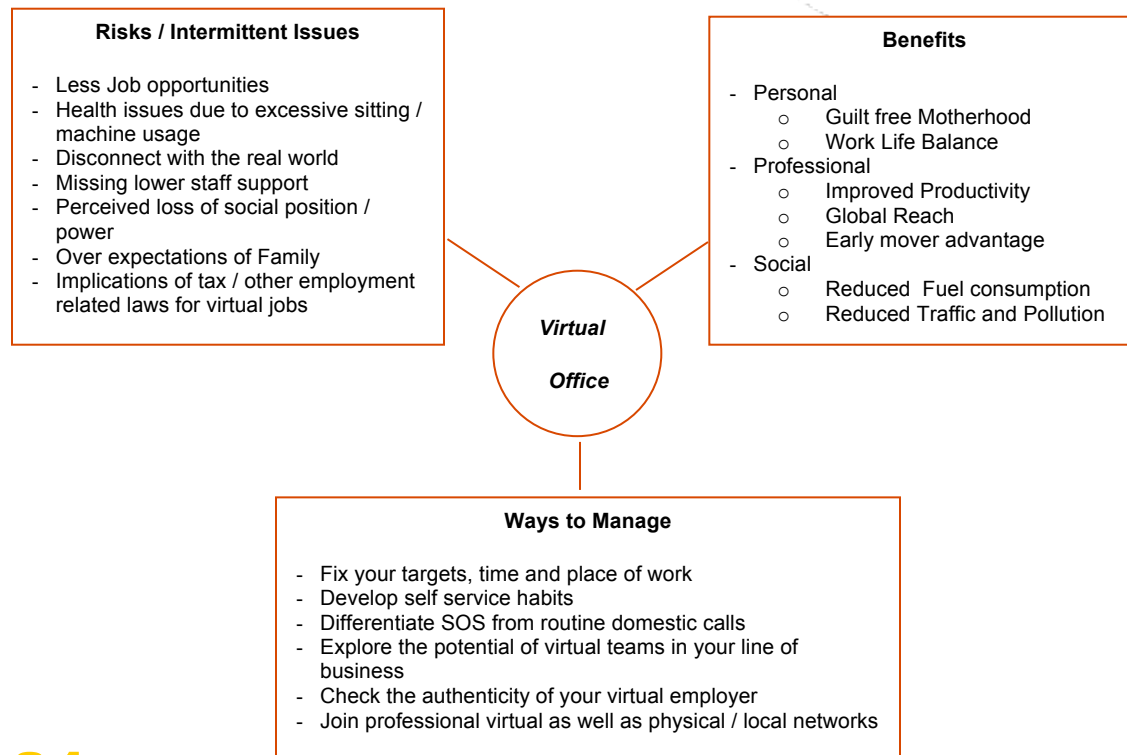 Risks / Intermittent Issues
- Less Job opportunities
- Health issues due to excessive sitting /
machine usage
- Disconnect with the real world
- Missing lower staff support
- Perceived loss of social position /
power
- Over expectations of Family
- Implications of tax / other employment
related laws for virtual jobs
Benefits
- Personal
o Guilt free Motherhood
o Work Life Balance
- Professional
o Improved Productivity
o Global Reach
o Early mover advantage
- Social
o Reduced Fuel consumption
o Reduced Traffic and Pollution
Virtual
Office
Ways to Manage
- Fix your targets, time and place of work
- Develop self service habits
- Differentiate SOS from routine domestic calls
- Explore the potential of virtual teams in your line of
business
- Check the authenticity of your virtual employer
- Join professional virtual as well as physical / local networks